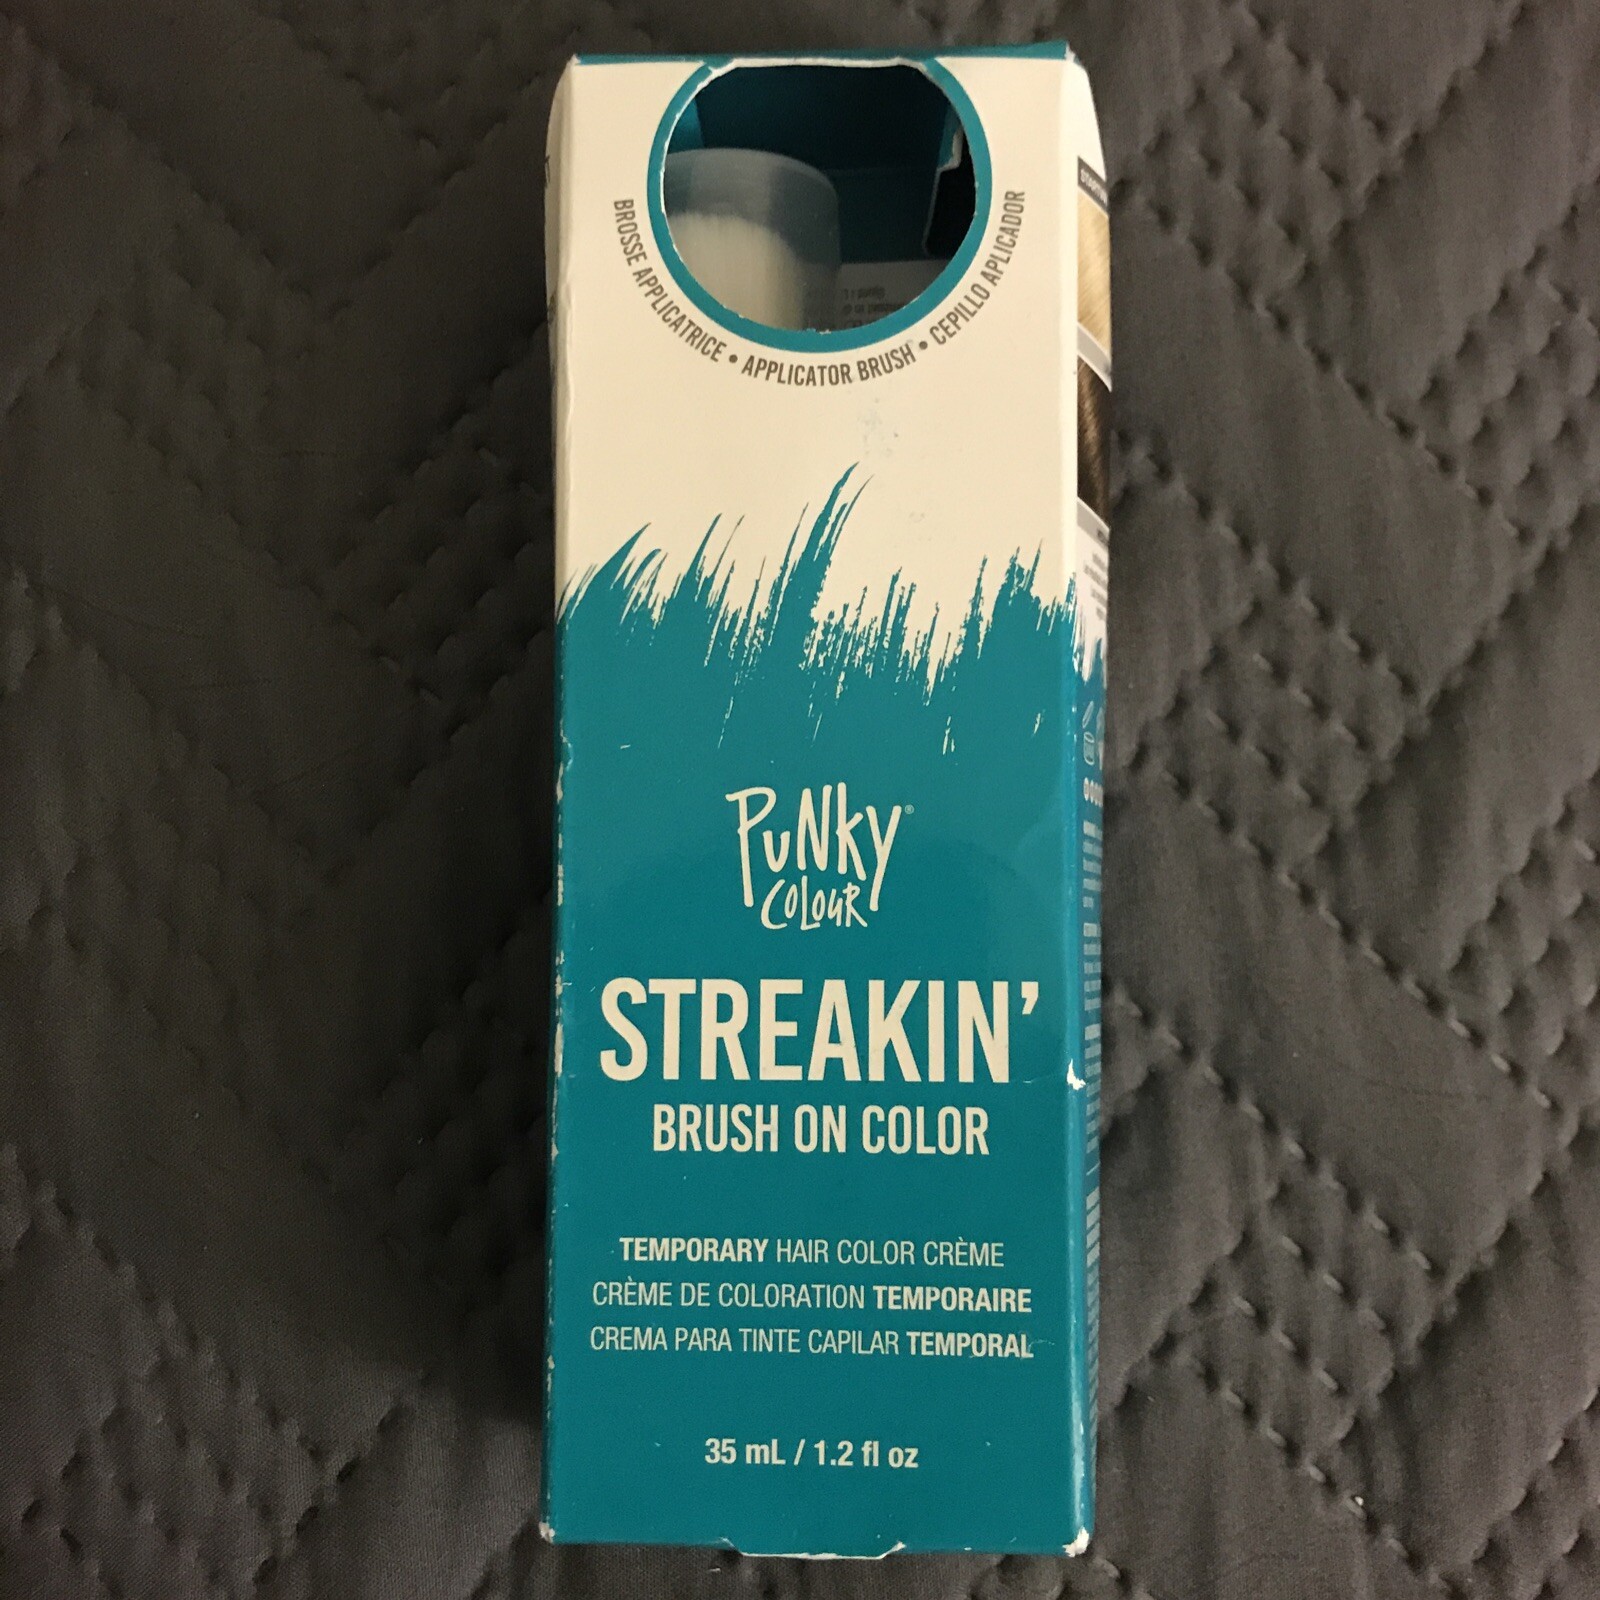 BROSSE APPLICATRICE • APPLICATOR BRUSH • CEPILLO APLICADOR
PUNKY®
COLOUR
STREAKIN’
BRUSH ON COLOR
TEMPORARY HAIR COLOR CRÈME
CRÈME DE COLORATION TEMPORAIRE
CREMA PARA TINTE CAPILAR TEMPORAL
35 mL / 1.2 fl oz